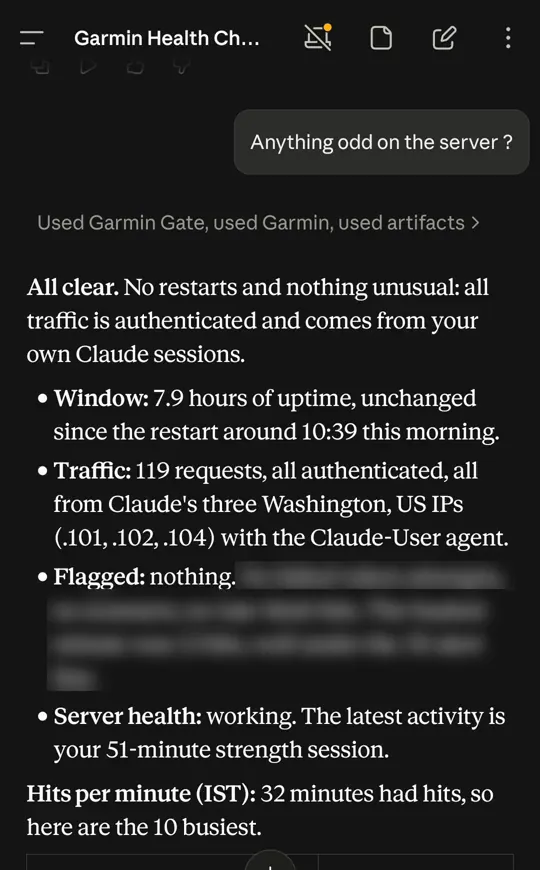 Garmin Health Ch...
Anything odd on the server ?
Used Garmin Gate, used Garmin, used artifacts >
All clear. No restarts and nothing unusual: all
traffic is authenticated and comes from your
own Claude sessions.
• Window: 7.9 hours of uptime, unchanged
since the restart around 10:39 this morning.
• Traffic: 119 requests, all authenticated, all
from Claude's three Washington, US IPs
(.101, .102, .104) with the Claude-User agent.
• Flagged: nothing.
• Server health: working. The latest activity is
your 51-minute strength session.
Hits per minute (IST): 32 minutes had hits, so
here are the 10 busiest.